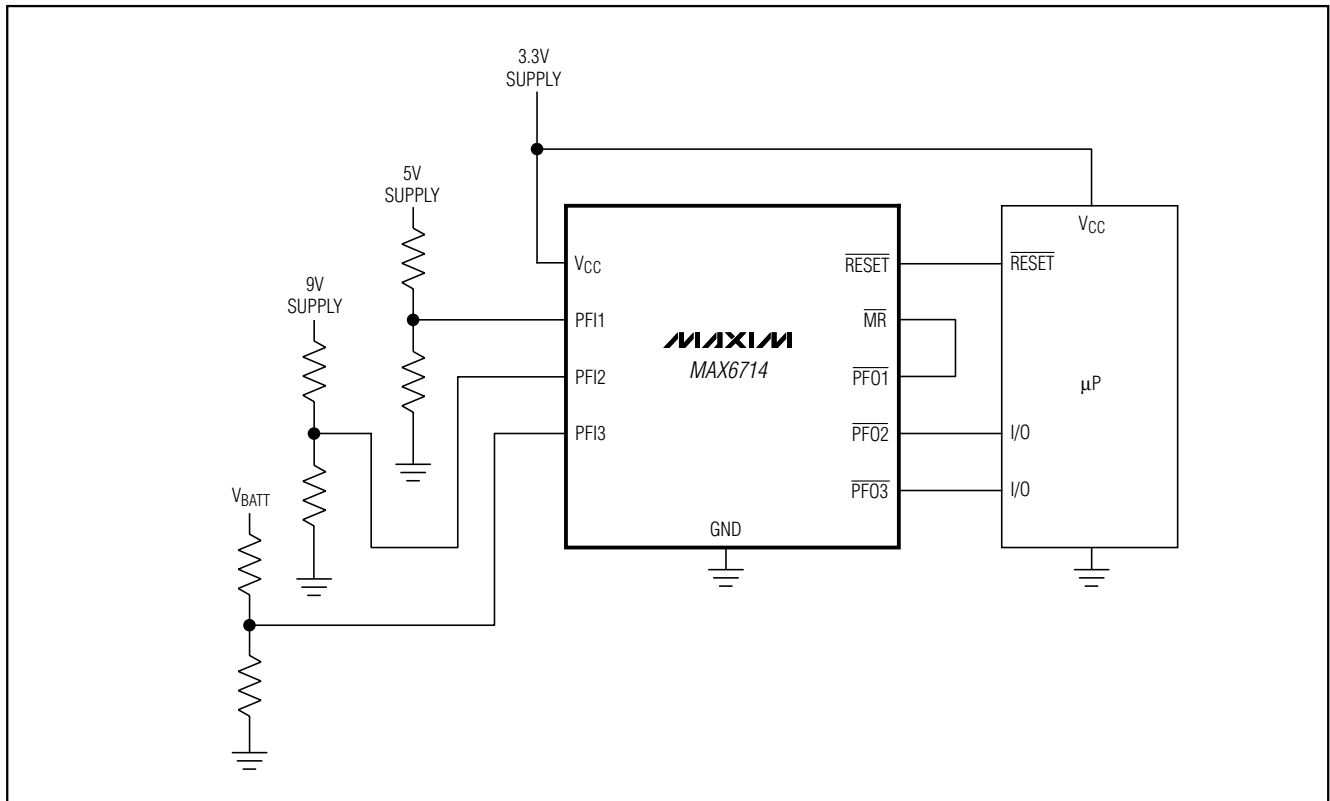 3.3V
SUPPLY
5V
SUPPLY
9V
SUPPLY
VBATT
VCC
PFI1
PFI2
PFI3
MAXIM
MAX6714
GND
RESET
MR
PFO1
PFO2
PFO3
VCC
RESET
μP
I/O
I/O